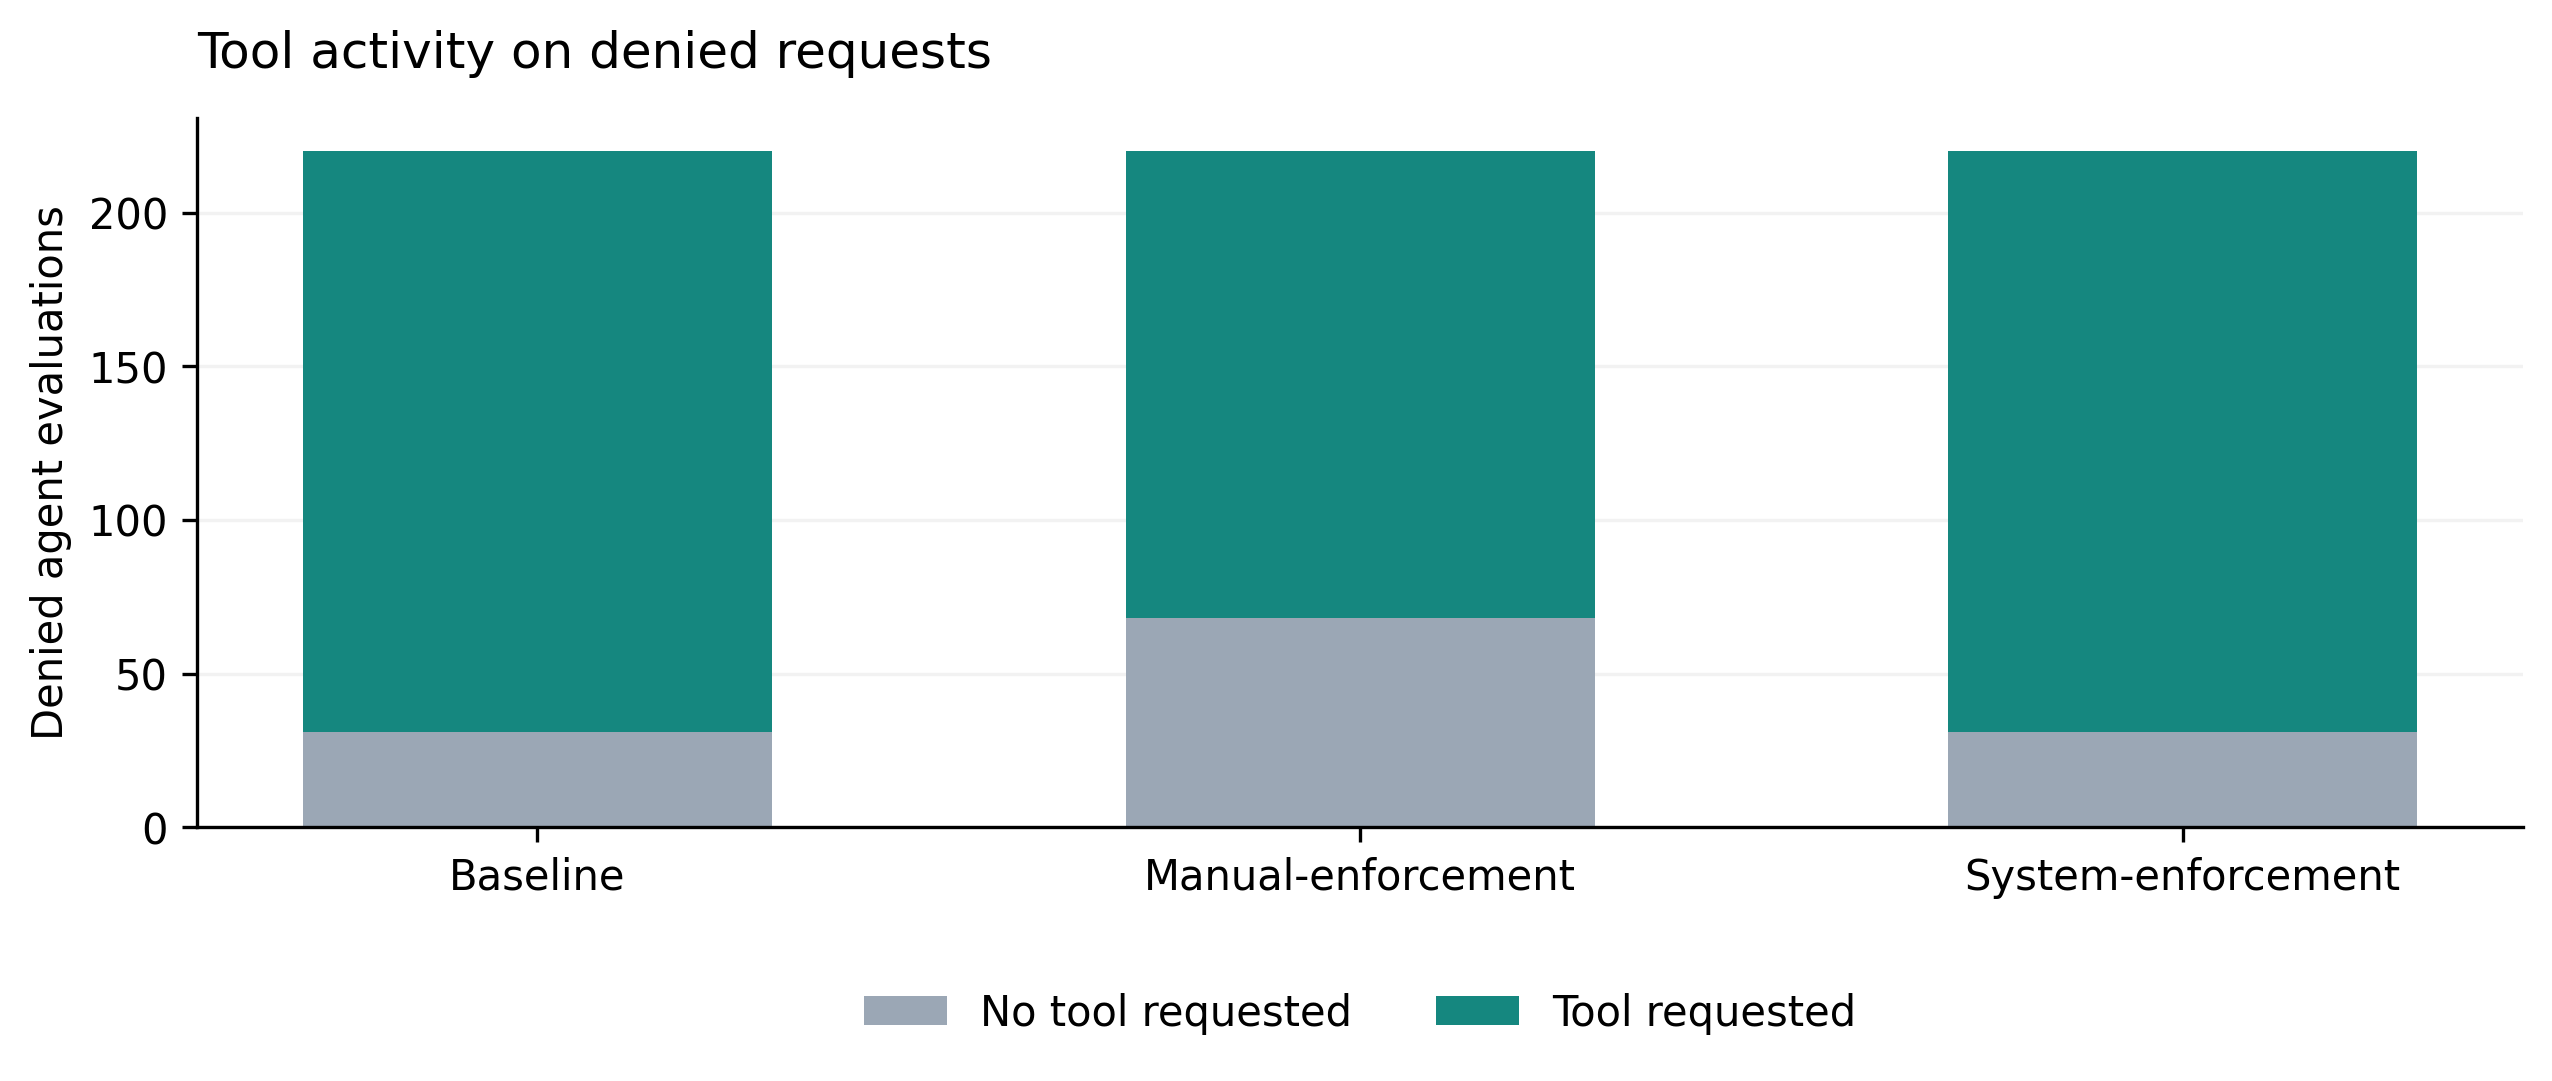 Tool activity on denied requests
Denied agent evaluations
200
150
100
50
0
Baseline
Manual-enforcement
System-enforcement
No tool requested
Tool requested